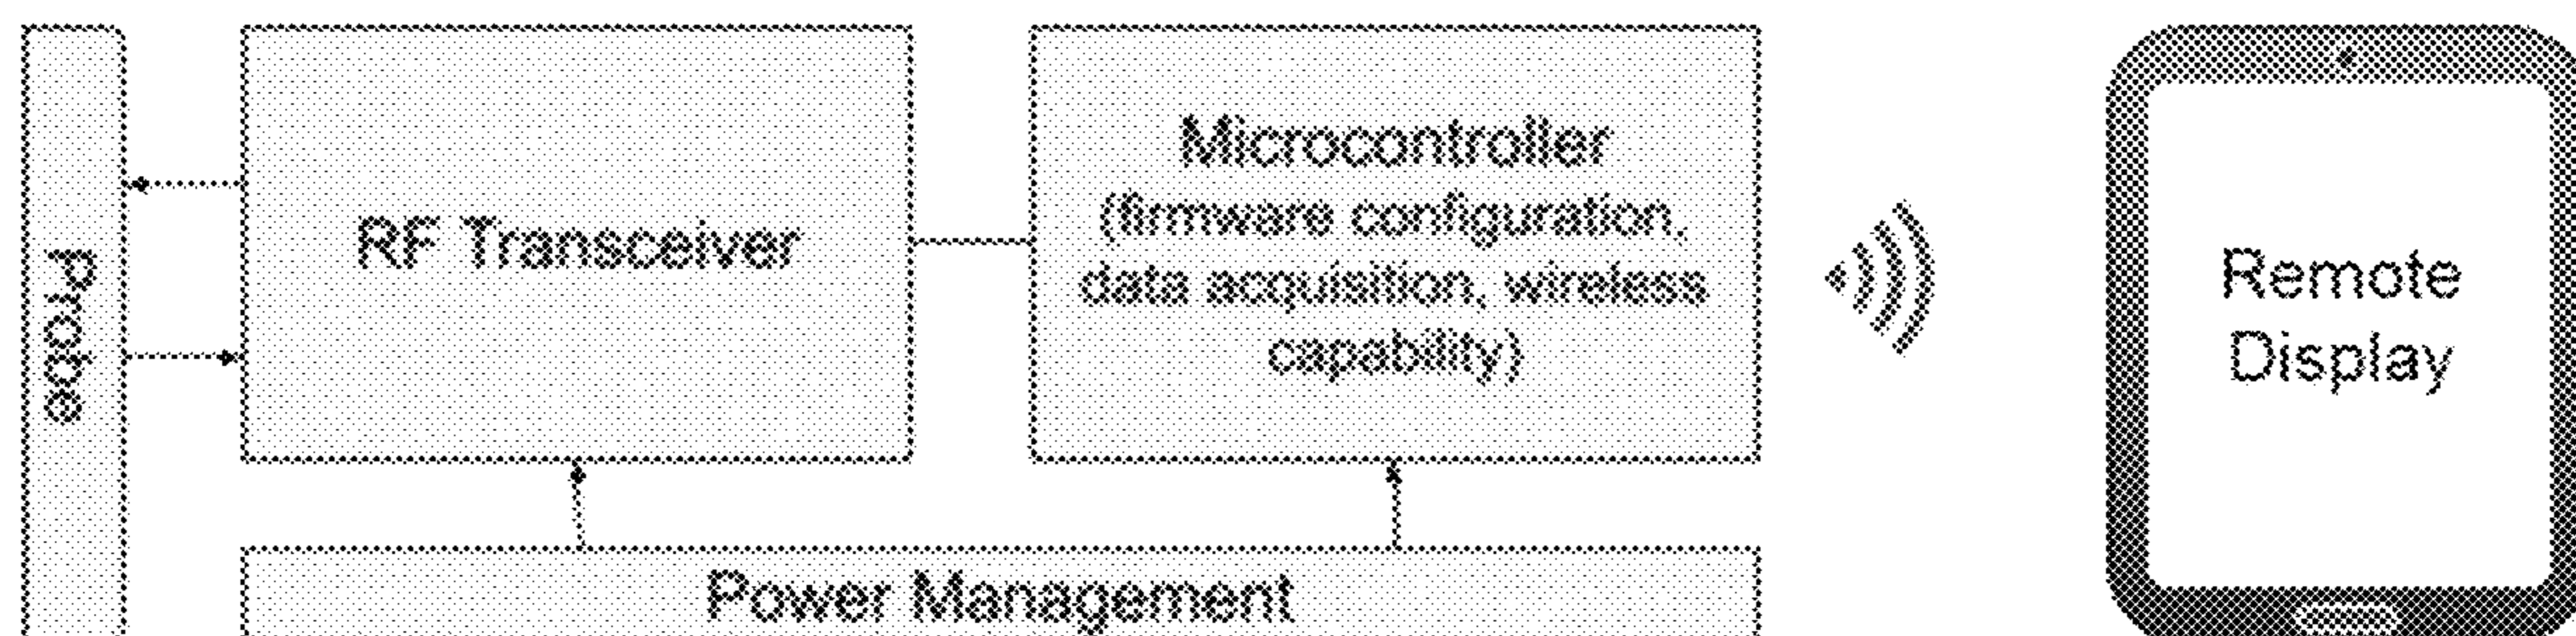 Probe
RF Transceiver
Microcontroller
(firmware configuration,
data acquisition, wireless
capability)
Remote
Display
Power Management